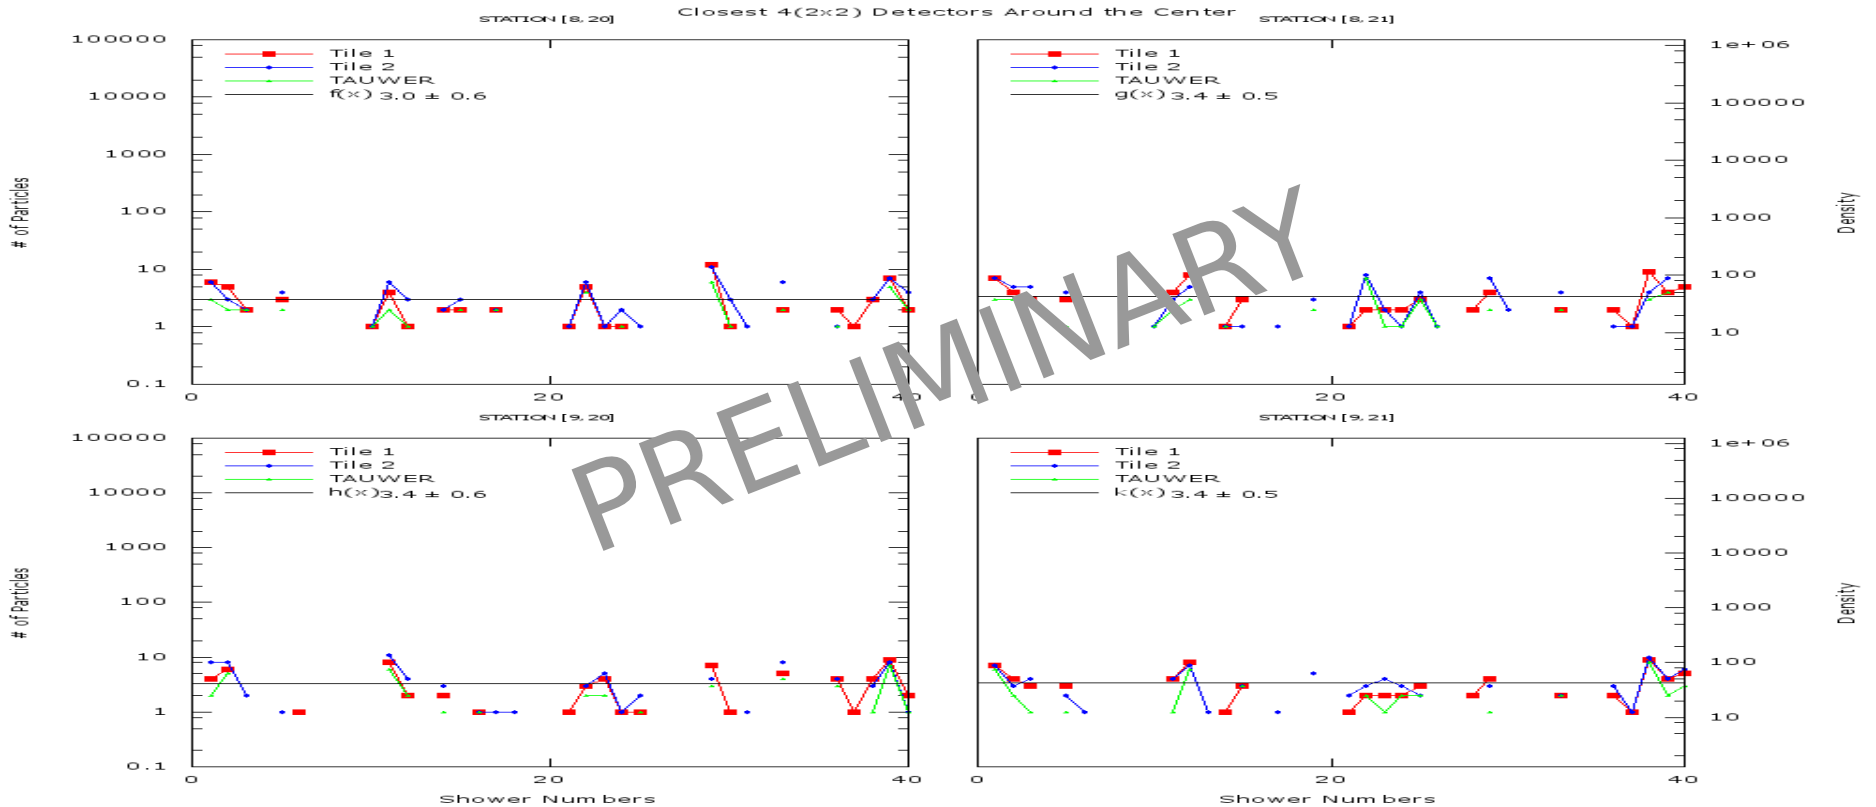 Closest 4(2x2) Detectors Around the Center
STATION [8,20]
STATION [8,21]
100000
10000
1000
100
10
1
0.1
# of Particles
Tile 1
Tile 2
TAUWER
f(x) 3.0 ± 0.6
0
20
40
Tile 1
Tile 2
TAUWER
g(x) 3.4 ± 0.5
1e+06
100000
10000
1000
100
10
Density
0
20
40
PRELIMINARY
STATION [9,20]
STATION [9,21]
100000
10000
1000
100
10
1
0.1
# of Particles
Tile 1
Tile 2
TAUWER
h(x) 3.4 ± 0.6
0
20
40
Shower Numbers
Tile 1
Tile 2
TAUWER
k(x) 3.4 ± 0.5
1e+06
100000
10000
1000
100
10
Density
0
20
40
Shower Numbers